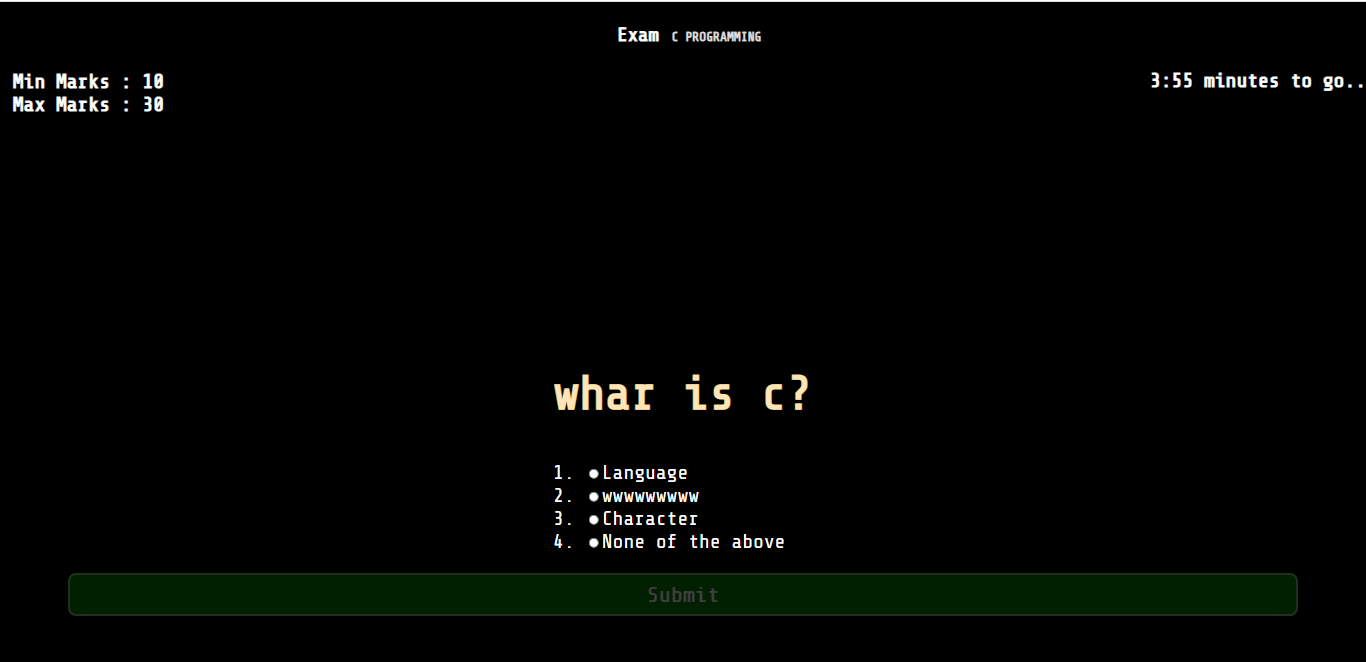 Exam C PROGRAMMING
Min Marks : 10
Max Marks : 30
3:55 minutes to go..
whar is c?
1. Language
2. wwwwwwwww
3. Character
4. None of the above
Submit